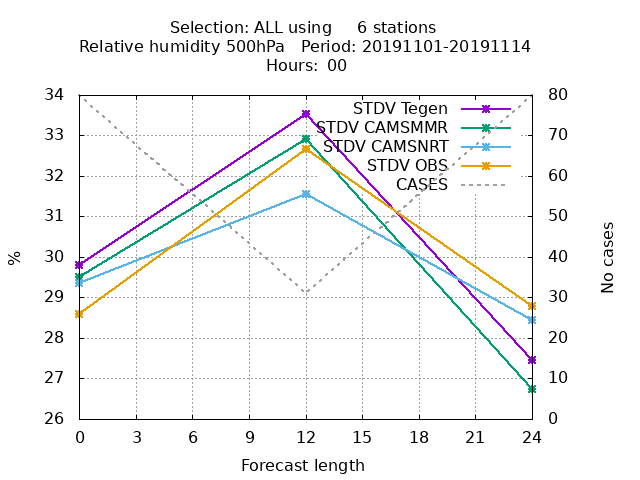 Selection: ALL using     6 stations
Relative humidity 500hPa   Period: 20191101-20191114
Hours: 00
34
33
32
31
30
29
28
27
26
80
70
60
50
40
30
20
10
0
%
No cases
STDV Tegen
STDV CAMSMMR
STDV CAMSNRT
STDV OBS
CASES
0 3 6 9 12 15 18 21 24
Forecast length